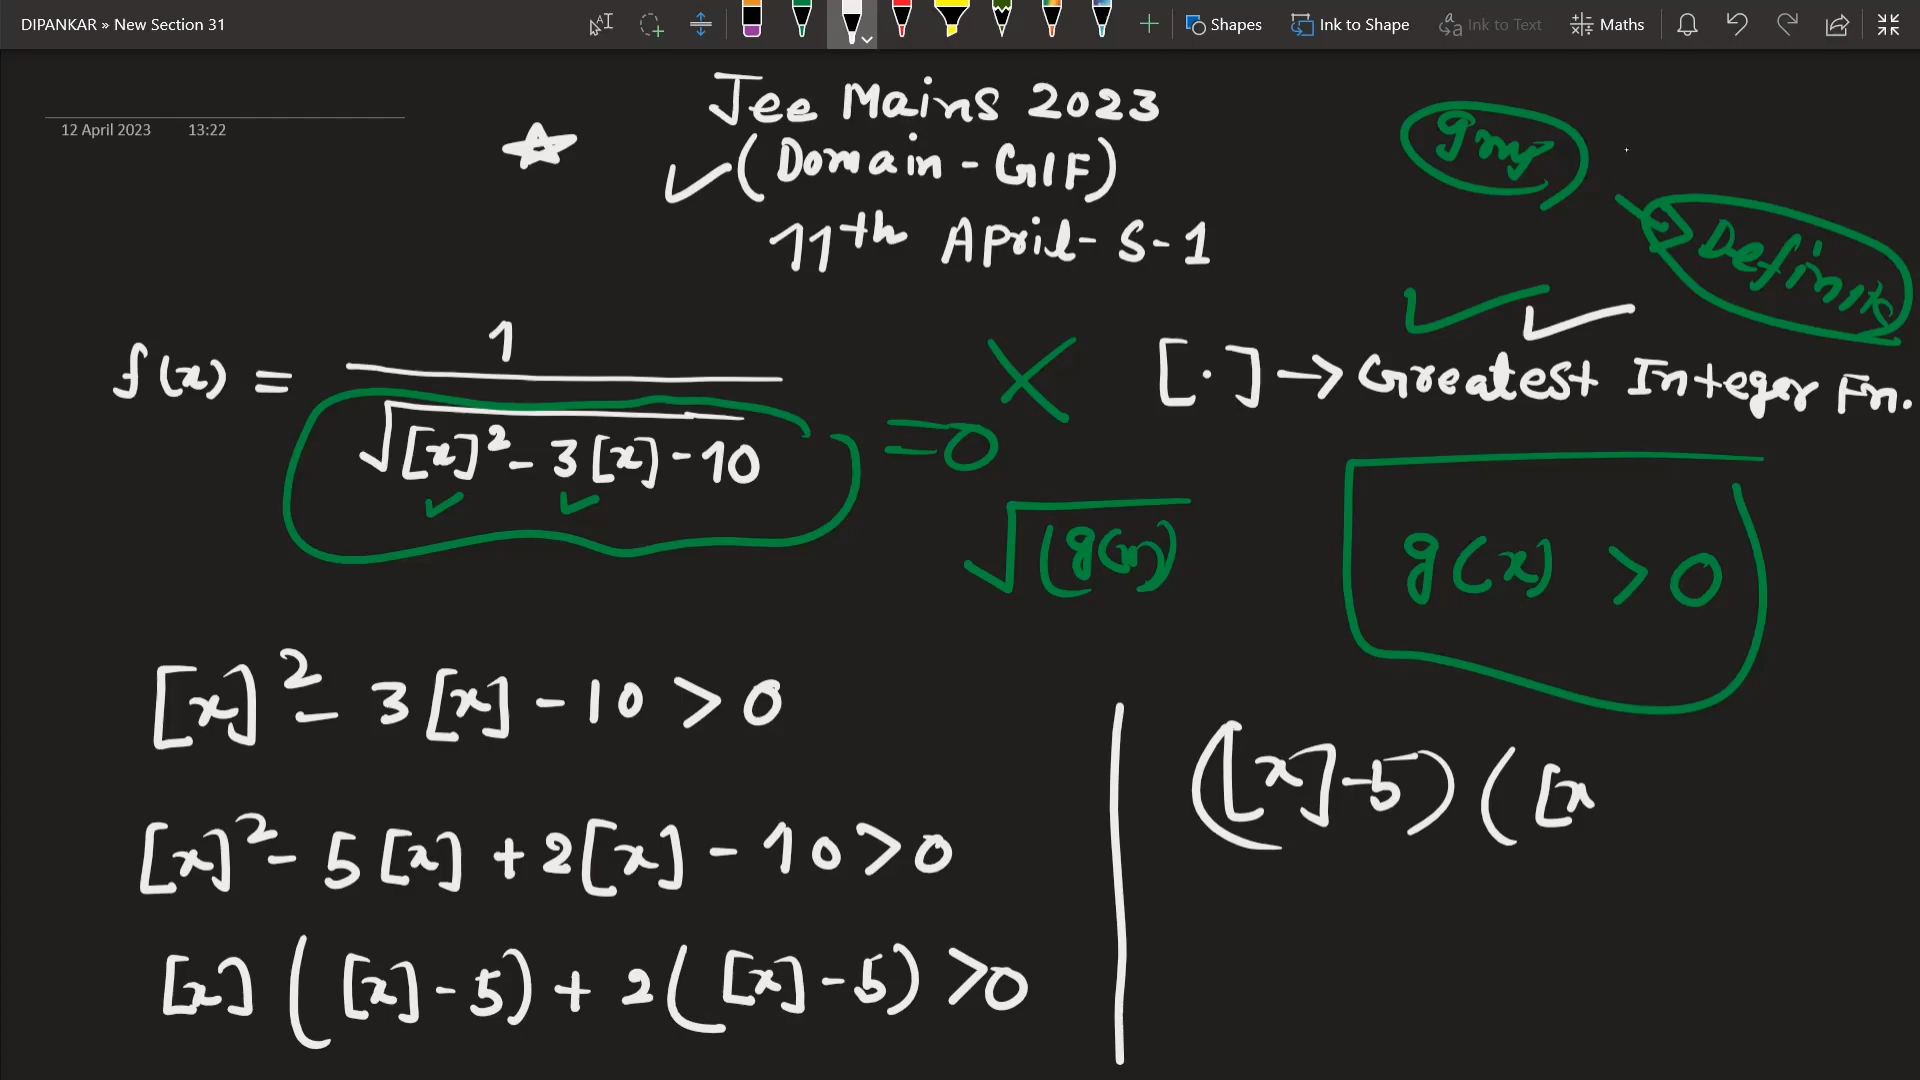 DIPANKAR » New Section 31
Shapes
Ink to Shape
Ink to Text
Maths
12 April 2023 13:22
Jee Mains 2023
(Domain - GIF)
11th April - S-1
Definite
f(x) = 1 / √([x]² - 3[x] - 10) = 0
[·] → Greatest Integer Fn.
√(g(x))
g(x) > 0
[x]² - 3[x] - 10 > 0
[x]² - 5[x] + 2[x] - 10 > 0
[x] ([x] - 5) + 2([x] - 5) > 0
([x] - 5) ([x